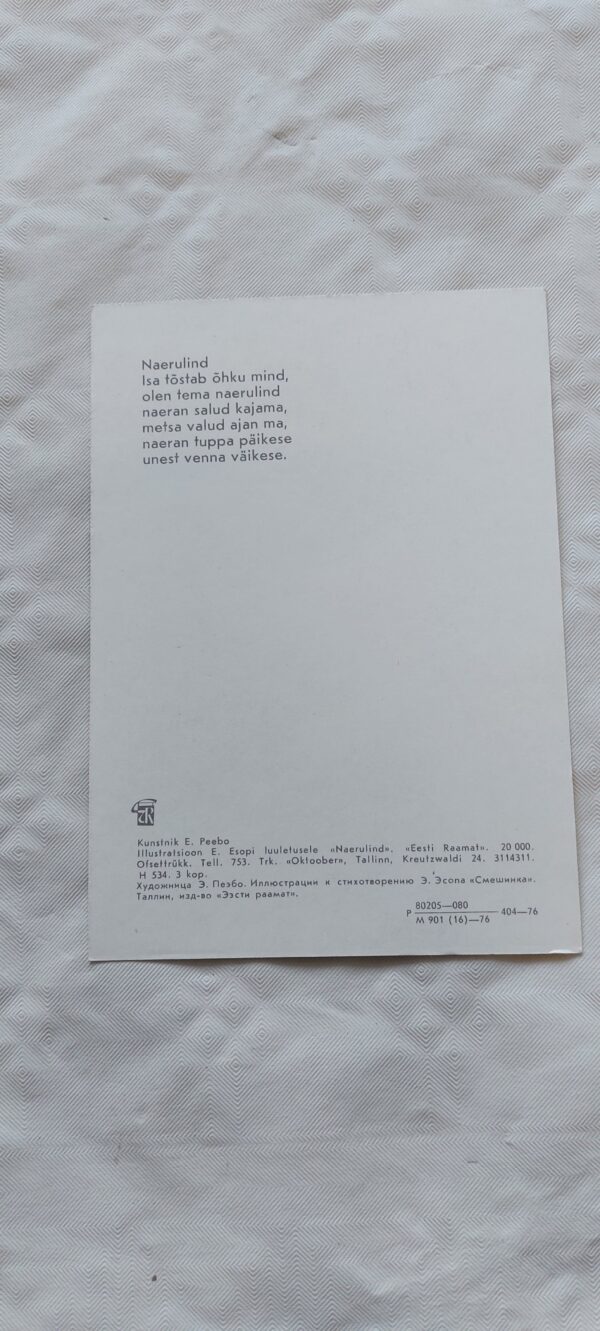 Naerulind
Isa tõstab õhku mind,
olen tema naerulind
naeran salud kajama,
metsa valud ajan ma,
naeran tuppa päikese
unest venna väikese.
ER
Kunstnik E. Peebo
Illustratsioon E. Esopi luuletusele «Naerulind». «Eesti Raamat». 20 000.
Ofsettrükk. Tell. 753. Trk. «Oktoober», Tallinn, Kreutzwaldi 24. 3114311.
H 534. 3 kop.
Художница Э. Пеэбо. Иллюстрации к стихотворению Э. Эсопа «Смешинка».
Таллин, изд-во «Ээсти раамат».
Р 80205—080 404—76
М 901 (16)—76